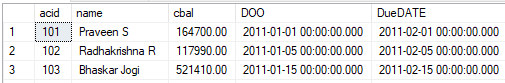 acid name cbal DOO DueDATE
1 101 Praveen S 164700.00 2011-01-01 00:00:00.000 2011-02-01 00:00:00.000
2 102 Radhakrishna R 117990.00 2011-01-05 00:00:00.000 2011-02-05 00:00:00.000
3 103 Bhaskar Jogi 521410.00 2011-01-15 00:00:00.000 2011-02-15 00:00:00.000